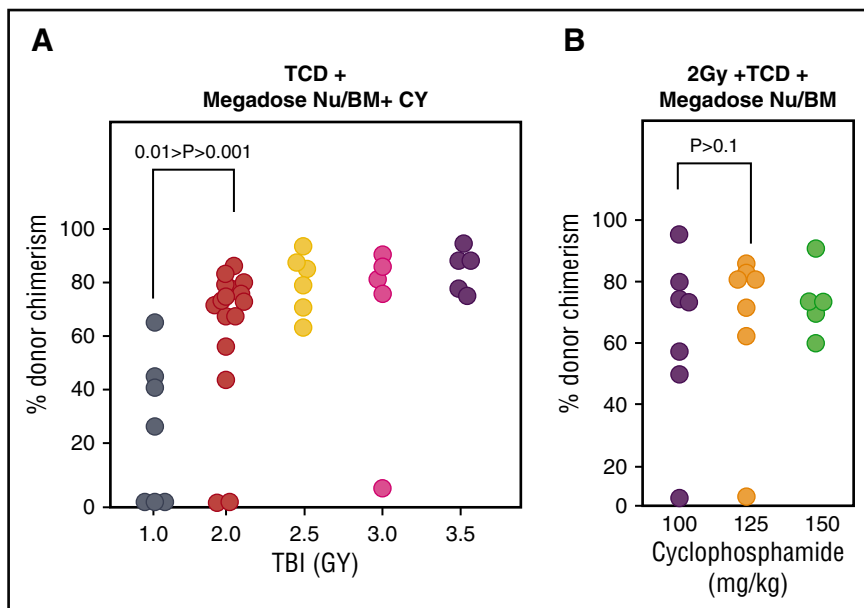 A
TCD +
Megadose Nu/BM+ CY
0.01>P>0.001
100
80
60
40
20
0
% donor chimerism
1.0 2.0 2.5 3.0 3.5
TBI (GY)
B
2Gy +TCD +
Megadose Nu/BM
P>0.1
100
80
60
40
20
0
% donor chimerism
100 125 150
Cyclophosphamide
(mg/kg)